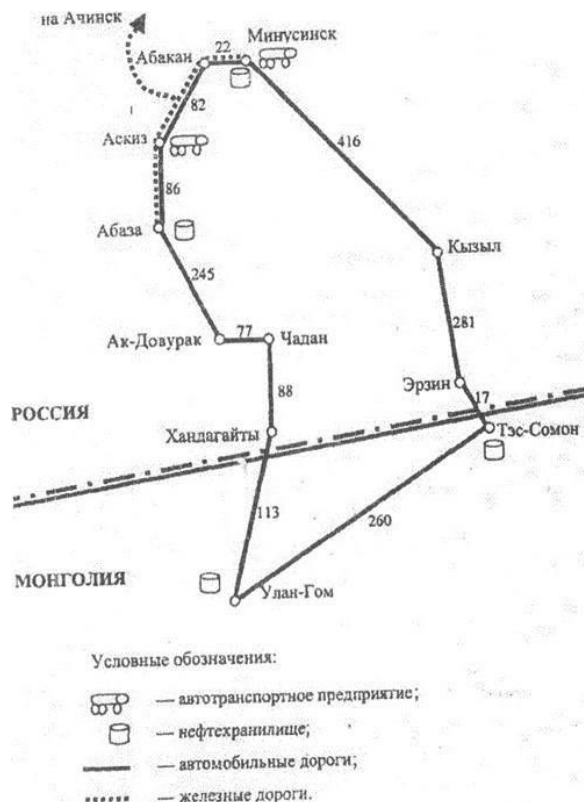 на Ачинск
22
Минусинск
Абакан
82
Аскиз
416
86
Абаза
Кызыл
245
281
77
Ак-Довурак
Чадан
Эрзин
17
88
РОССИЯ
Тэс-Сомон
Хандагайты
113
260
МОНГОЛИЯ
Улан-Гом
Условные обозначения:
— автотранспортное предприятие;
— нефтехранилище;
— автомобильные дороги;
— железные дороги.